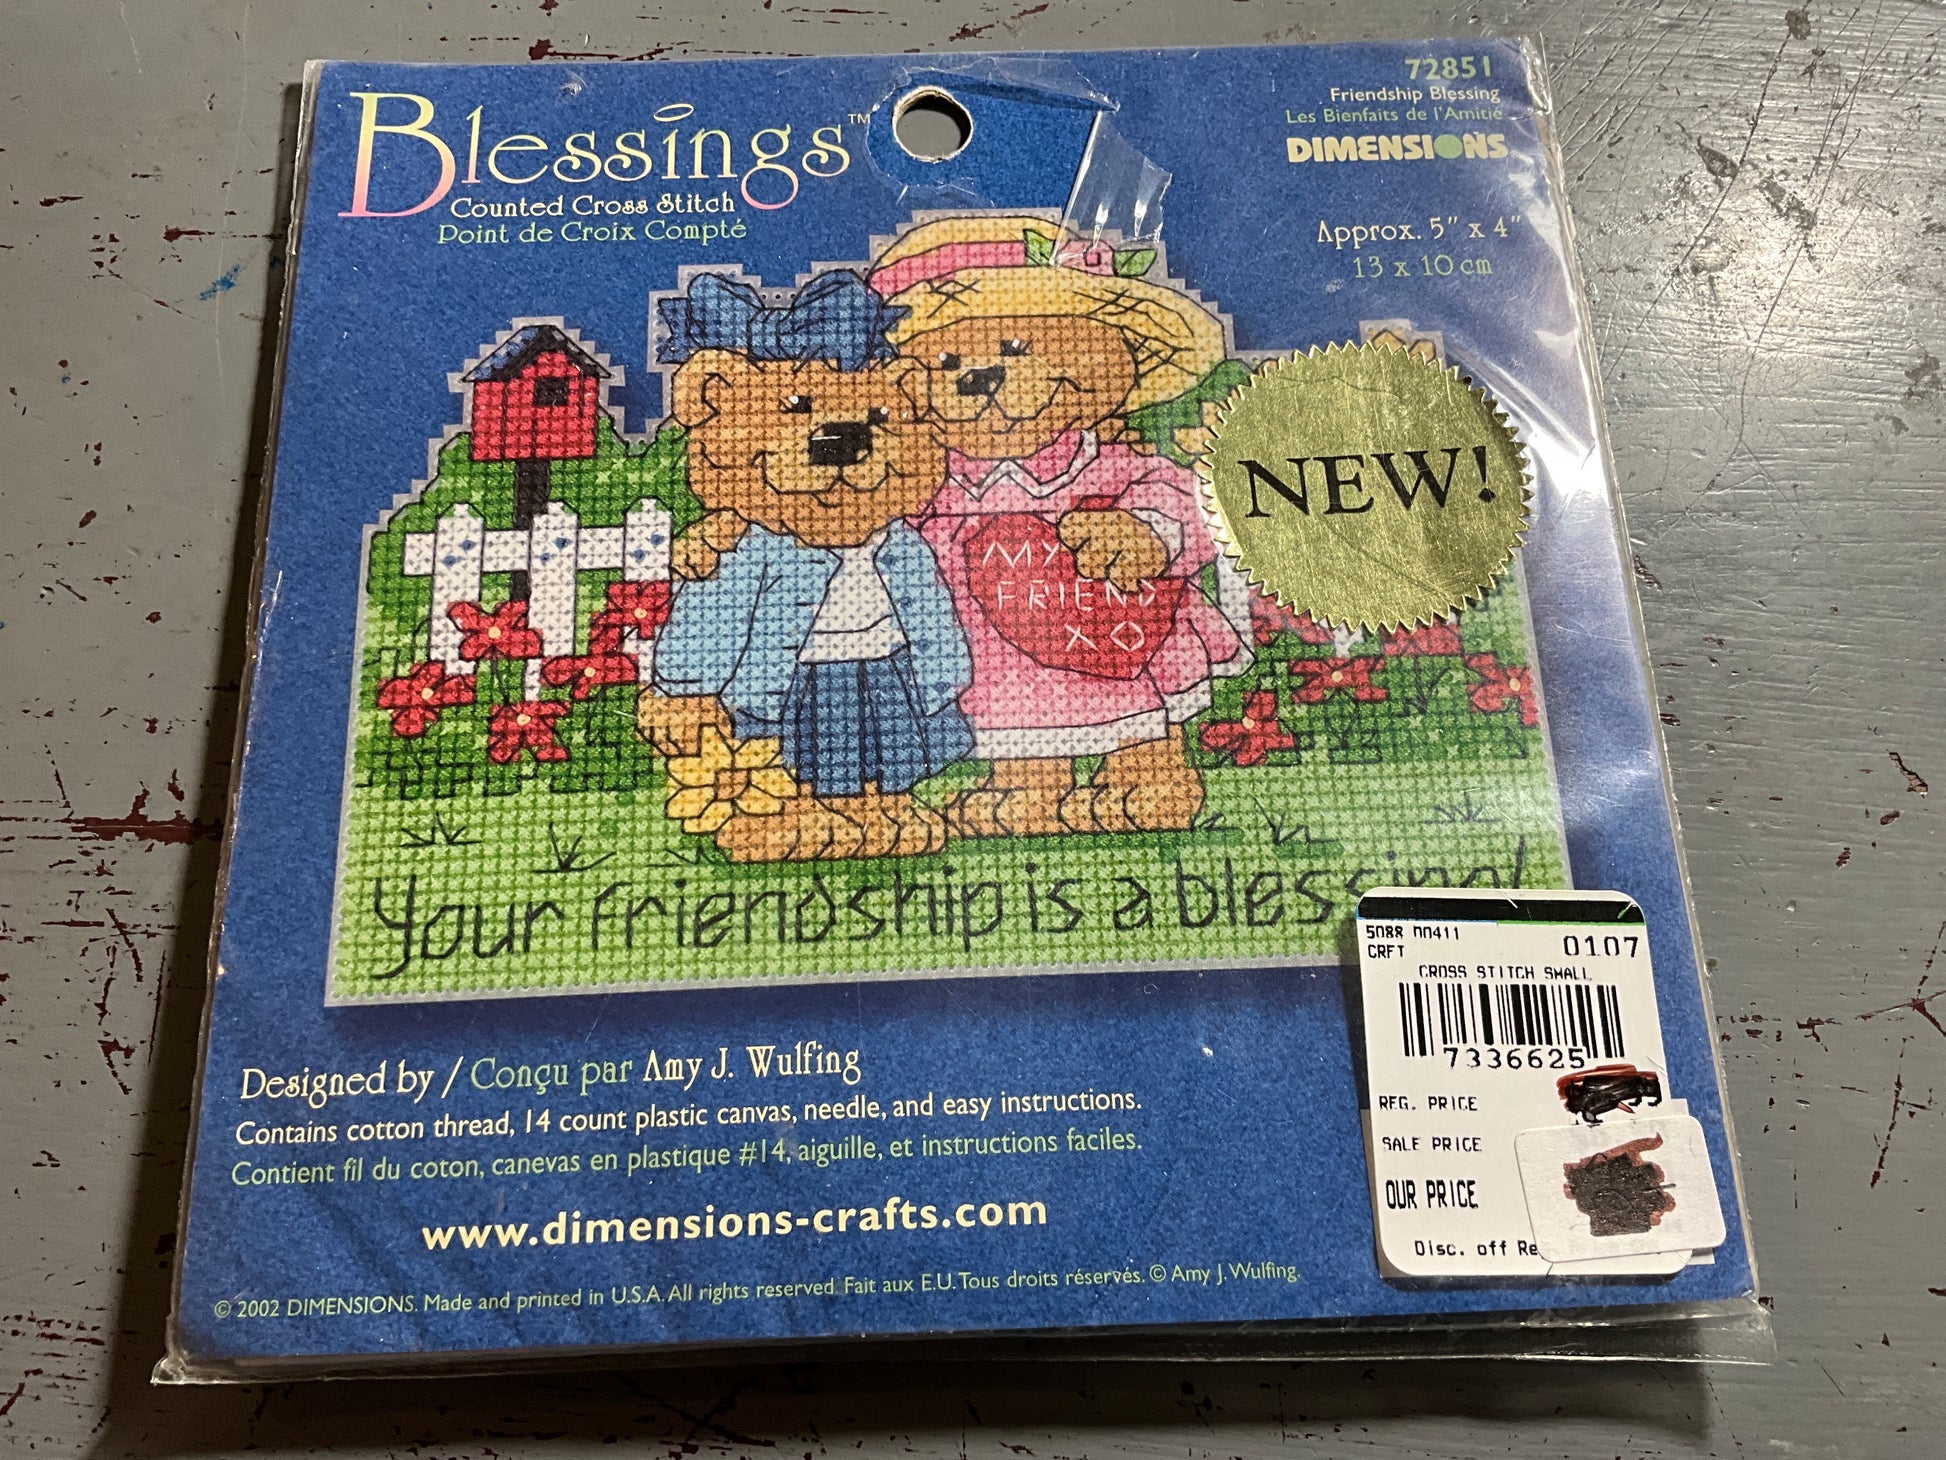 Blessings™
Counted Cross Stitch
Point de Croix Compté
72851
Friendship Blessing
Les Bienfaits de l'Amitié
DIMENSIONS
Approx. 5" x 4"
13 x 10 cm
NEW!
MY
FRIEND
XO
Your friendship is a blessing!
5088 00411
CRFT
0107
CROSS STITCH SMALL
7336625
REG. PRICE
SALE PRICE
OUR PRICE
Disc. off
Designed by / Conçu par Amy J. Wulfing
Contains cotton thread, 14 count plastic canvas, needle, and easy instructions.
Contient fil du coton, canevas en plastique #14, aiguille, et instructions faciles.
www.dimensions-crafts.com
© 2002 DIMENSIONS. Made and printed in U.S.A. All rights reserved. Fait aux E.U. Tous droits réservés. © Amy J. Wulfing.